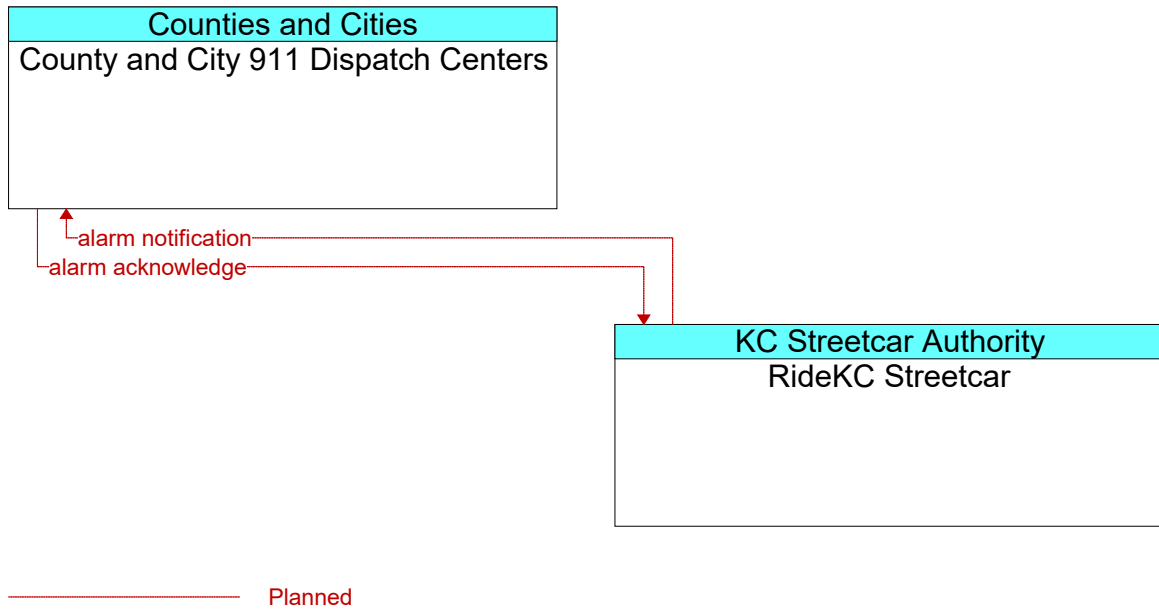 Counties and Cities
County and City 911 Dispatch Centers
alarm notification
alarm acknowledge
KC Streetcar Authority
RideKC Streetcar
Planned